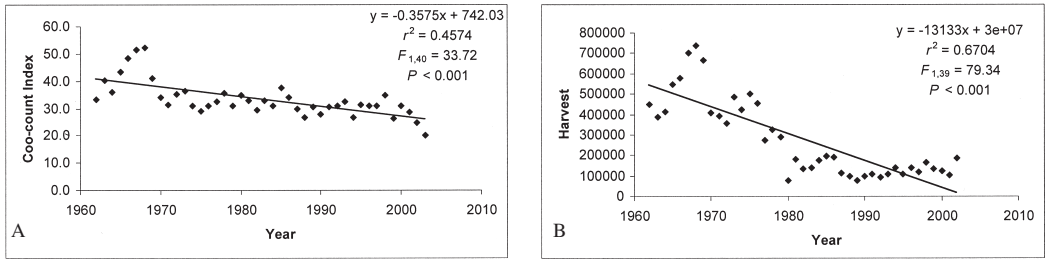 y = -0.3575x + 742.03
r² = 0.4574
F1,40 = 33.72
P < 0.001
60.0
50.0
40.0
30.0
20.0
10.0
0.0
Coo-count Index
1960 1970 1980 1990 2000 2010
Year
A
y = -13133x + 3e+07
r² = 0.6704
F1,39 = 79.34
P < 0.001
800000
700000
600000
500000
400000
300000
200000
100000
0
Harvest
1960 1970 1980 1990 2000 2010
Year
B